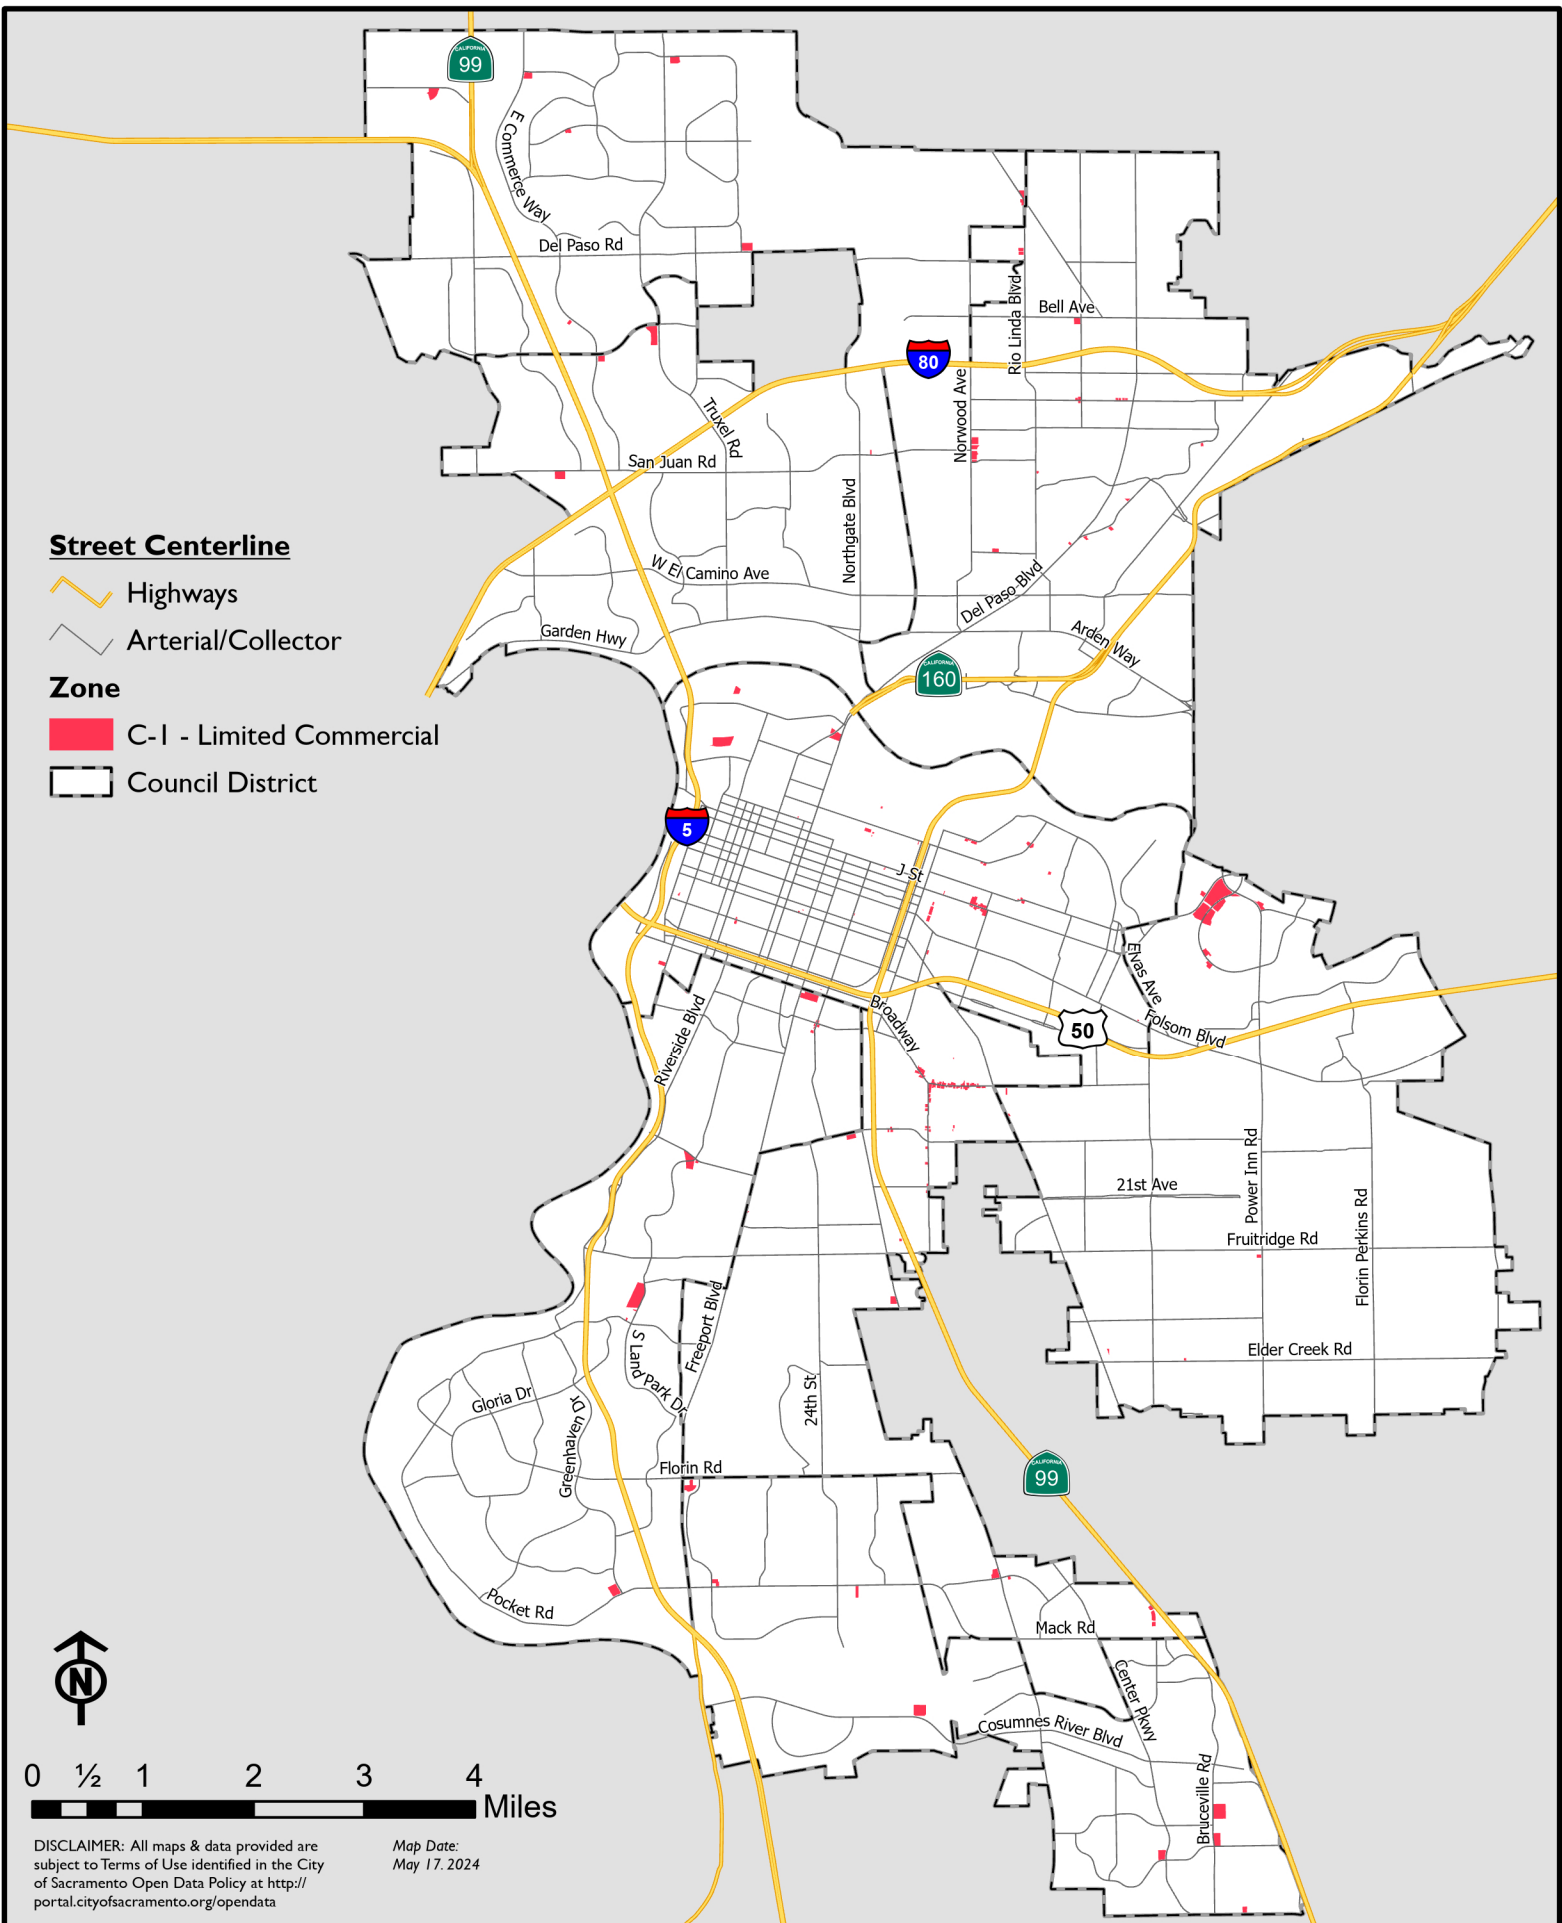 CALIFORNIA
99
E Commerce Way
Del Paso Rd
Rio Linda Blvd
Bell Ave
80
Norwood Ave
Truxel Rd
San Juan Rd
Northgate Blvd
Street Centerline
Highways
Arterial/Collector
Zone
C-1 - Limited Commercial
Council District
W El Camino Ave
Del Paso Blvd
Garden Hwy
Arden Way
CALIFORNIA
160
5
J St
Elvas Ave
Broadway
Folsom Blvd
50
Riverside Blvd
Power Inn Rd
21st Ave
Florin Perkins Rd
Fruitridge Rd
Freeport Blvd
S Land Park Dr
Elder Creek Rd
Gloria Dr
24th St
Greenhaven Dr
Florin Rd
CALIFORNIA
99
Pocket Rd
Mack Rd
Center Pkwy
Cosumnes River Blvd
Bruceville Rd
N
0 ½ 1 2 3 4
Miles
DISCLAIMER: All maps & data provided are
subject to Terms of Use identified in the City
of Sacramento Open Data Policy at http://
portal.cityofsacramento.org/opendata
Map Date:
May 17. 2024